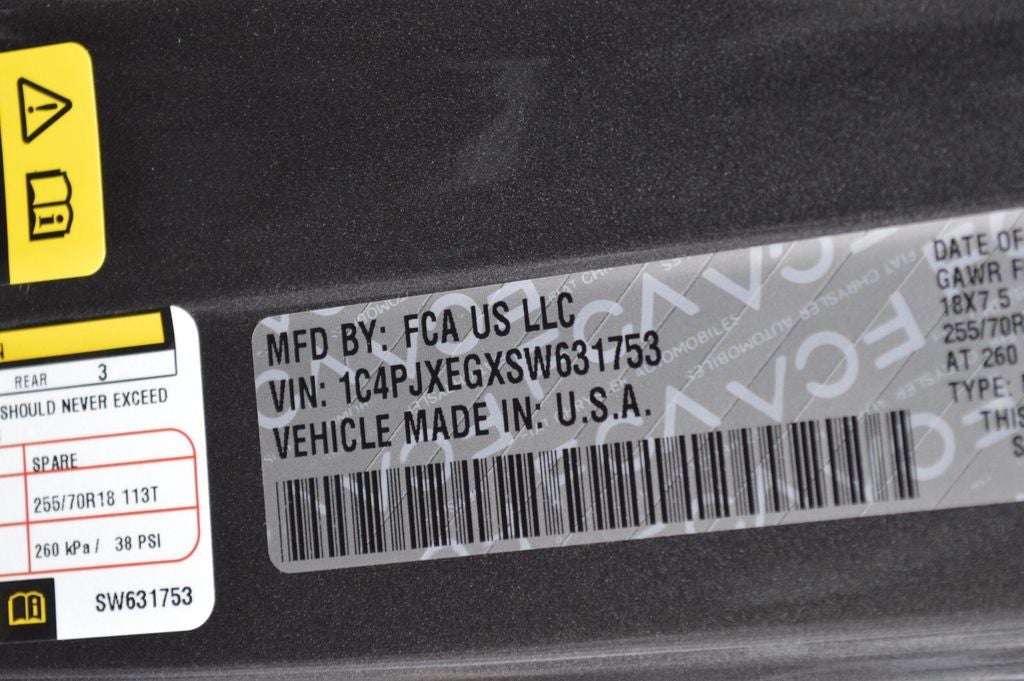 MFD BY: FCA US LLC
VIN: 1C4PJXEGXSW631753
VEHICLE MADE IN: U.S.A.
DATE OF
GAWR F
18X7.5
255/70R
AT 260
TYPE:
THIS
S
N
REAR 3
SHOULD NEVER EXCEED
SPARE
255/70R18 113T
260 kPa / 38 PSI
SW631753